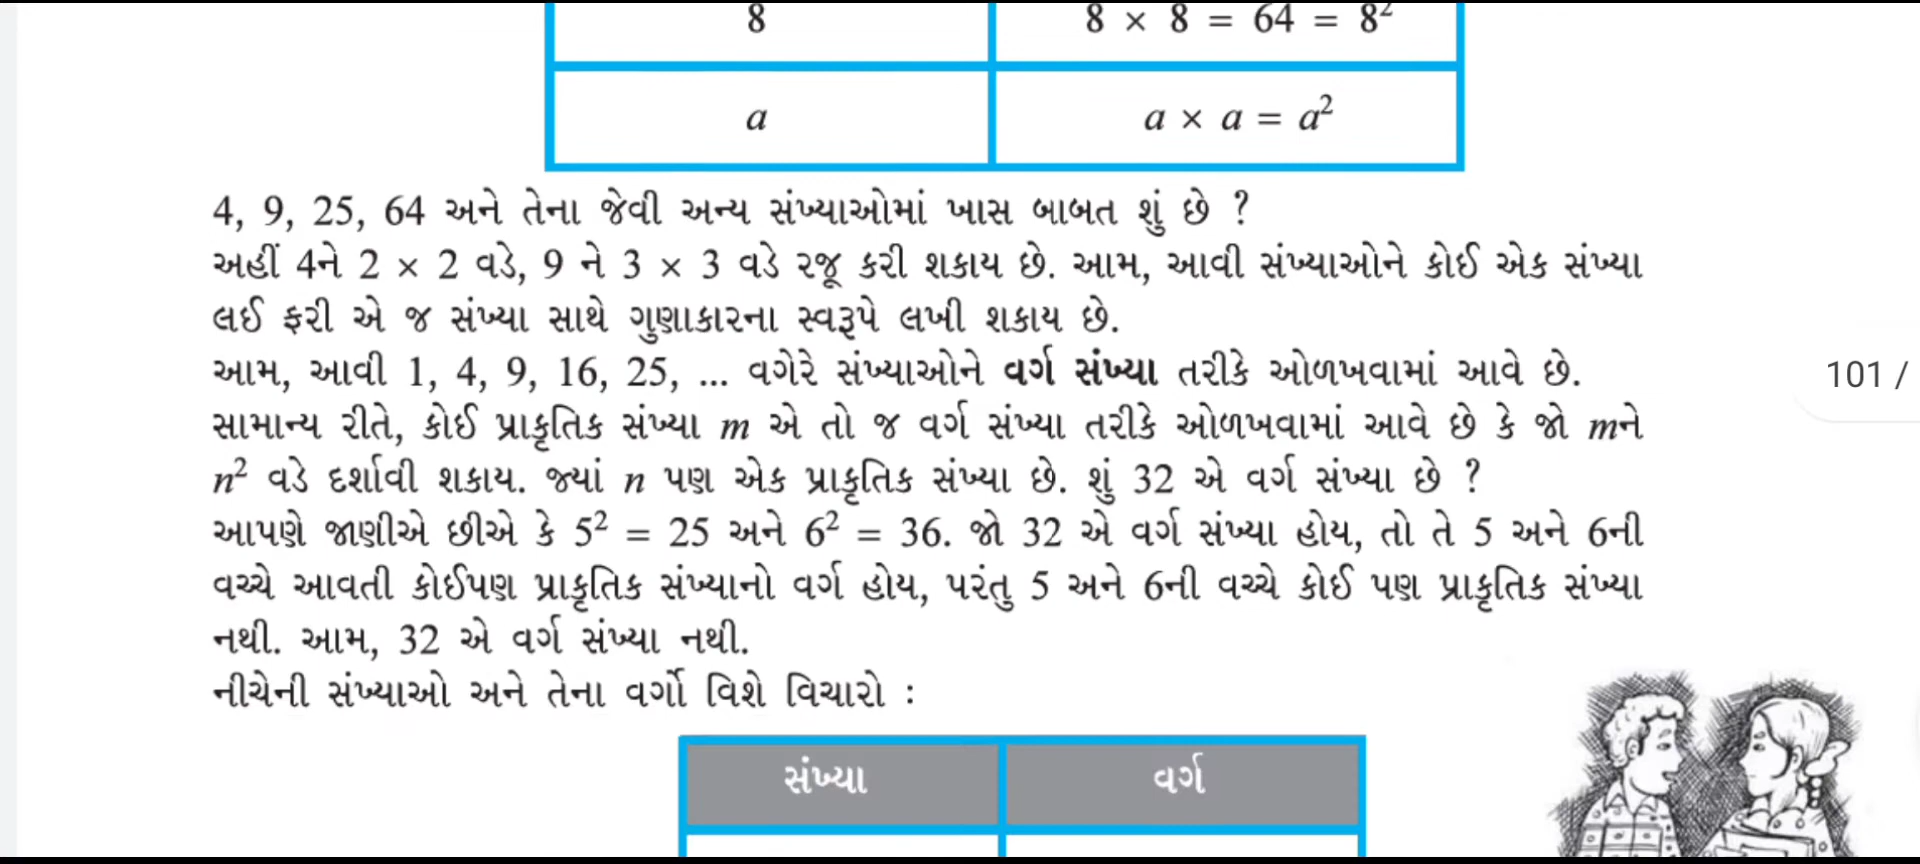 8
8 × 8 = 64 = 8²
a
a × a = a²
4, 9, 25, 64 અને તેના જેવી અન્ય સંખ્યાઓમાં ખાસ બાબત શું છે ?
અહીં 4ને 2 × 2 વડે, 9 ને 3 × 3 વડે રજૂ કરી શકાય છે. આમ, આવી સંખ્યાઓને કોઈ એક સંખ્યા
લઈ ફરી એ જ સંખ્યા સાથે ગુણાકારના સ્વરૂપે લખી શકાય છે.
આમ, આવી 1, 4, 9, 16, 25, ... વગેરે સંખ્યાઓને વર્ગ સંખ્યા તરીકે ઓળખવામાં આવે છે.
સામાન્ય રીતે, કોઈ પ્રાકૃતિક સંખ્યા m એ તો જ વર્ગ સંખ્યા તરીકે ઓળખવામાં આવે છે કે જો mને
n² વડે દર્શાવી શકાય. જ્યાં n પણ એક પ્રાકૃતિક સંખ્યા છે. શું 32 એ વર્ગ સંખ્યા છે ?
આપણે જાણીએ છીએ કે 5² = 25 અને 6² = 36. જો 32 એ વર્ગ સંખ્યા હોય, તો તે 5 અને 6ની
વચ્ચે આવતી કોઈપણ પ્રાકૃતિક સંખ્યાનો વર્ગ હોય, પરંતુ 5 અને 6ની વચ્ચે કોઈ પણ પ્રાકૃતિક સંખ્યા
નથી. આમ, 32 એ વર્ગ સંખ્યા નથી.
નીચેની સંખ્યાઓ અને તેના વર્ગો વિશે વિચારો :
સંખ્યા
વર્ગ
101 /